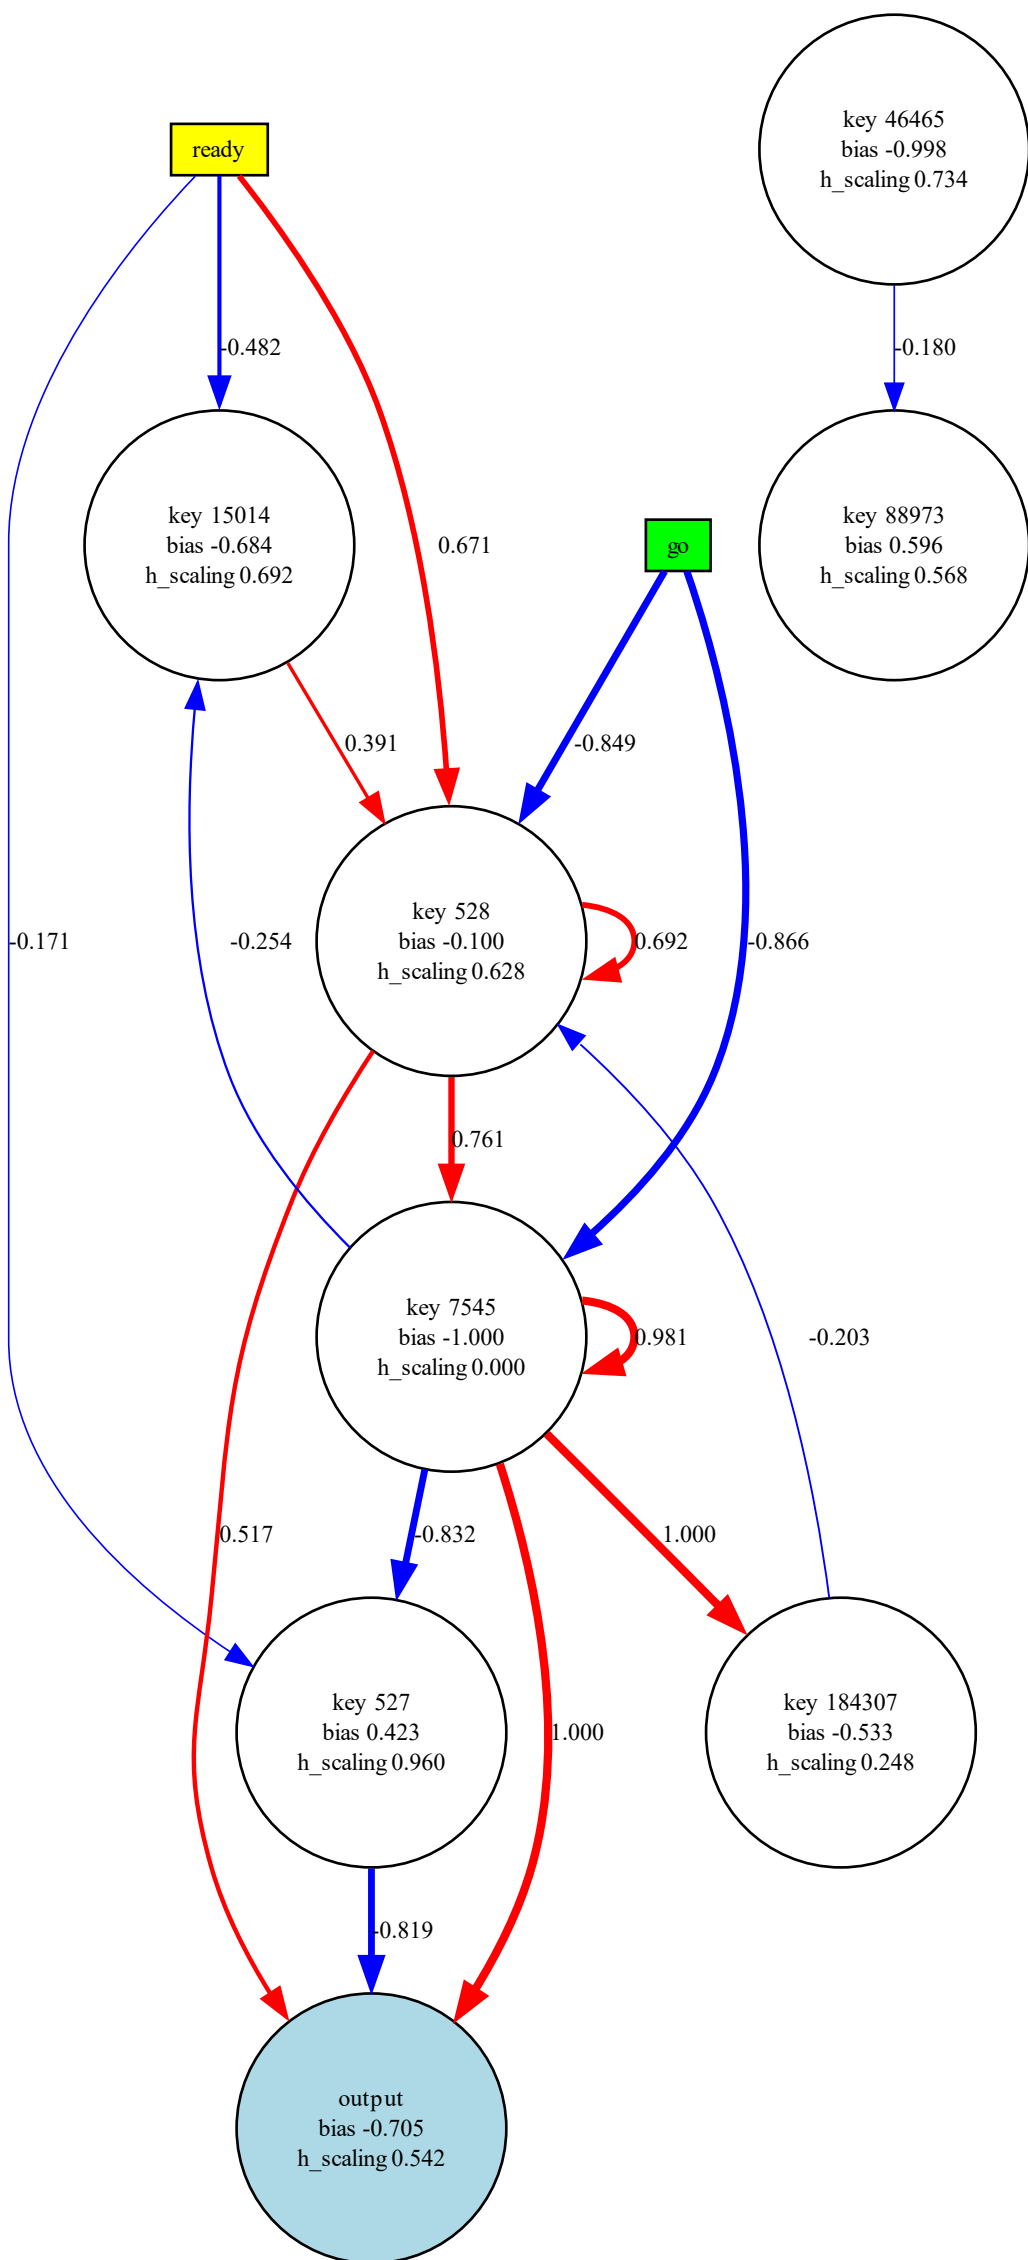 key 46465
bias -0.998
h_scaling 0.734
ready
-0.482
-0.180
key 15014
bias -0.684
h_scaling 0.692
0.671
go
key 88973
bias 0.596
h_scaling 0.568
0.391
-0.849
-0.171
-0.254
key 528
bias -0.100
h_scaling 0.628
0.692
-0.866
0.761
key 7545
bias -1.000
h_scaling 0.000
0.981
-0.203
0.517
-0.832
1.000
key 527
bias 0.423
h_scaling 0.960
1.000
key 184307
bias -0.533
h_scaling 0.248
-0.819
output
bias -0.705
h_scaling 0.542